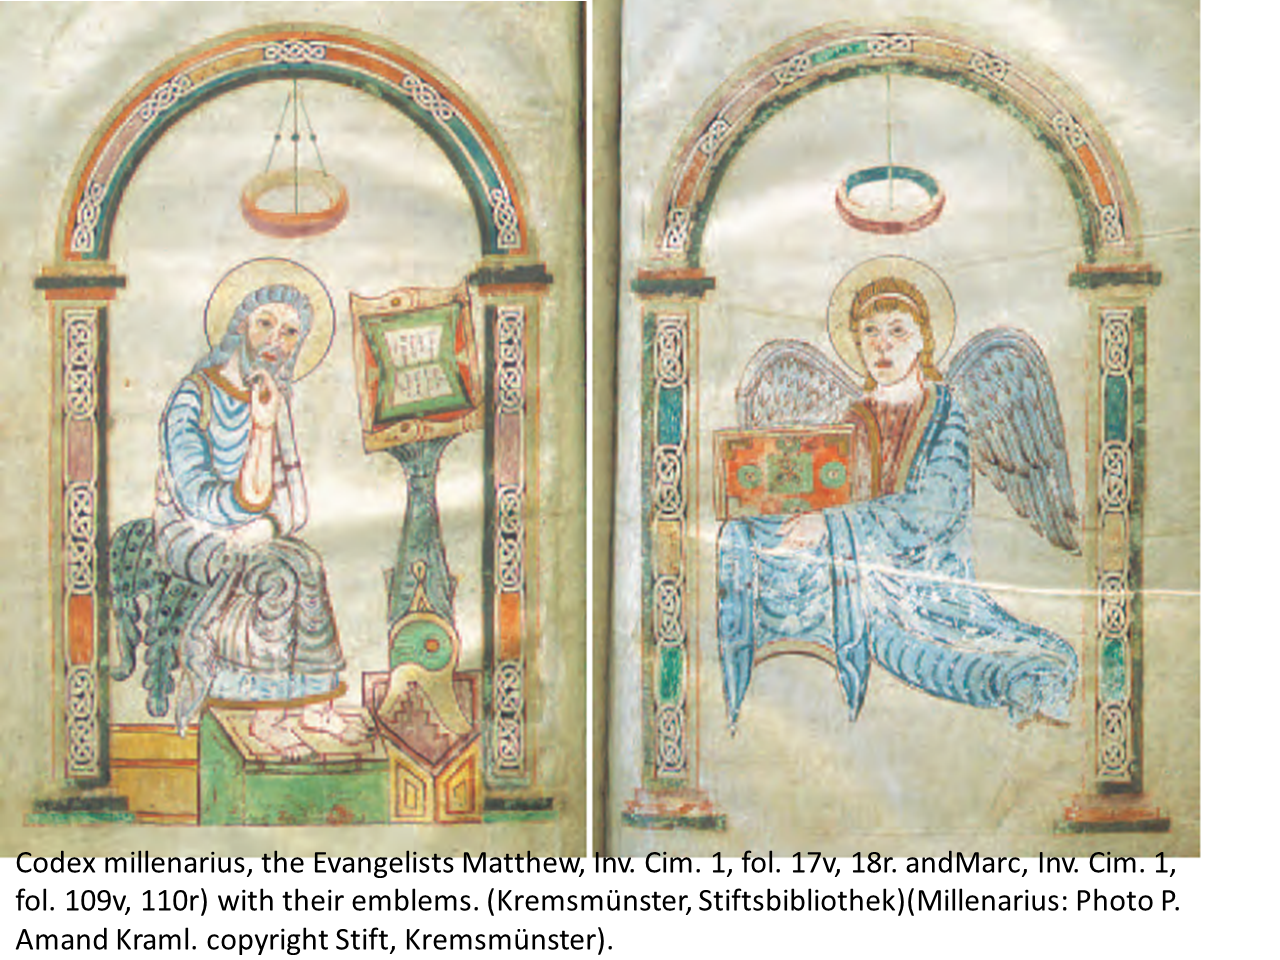 Codex millenarius, the Evangelists Matthew, Inv. Cim. 1, fol. 17v, 18r. andMarc, Inv. Cim. 1,
fol. 109v, 110r) with their emblems. (Kremsmünster, Stiftsbibliothek)(Millenarius: Photo P.
Amand Kraml. copyright Stift, Kremsmünster).